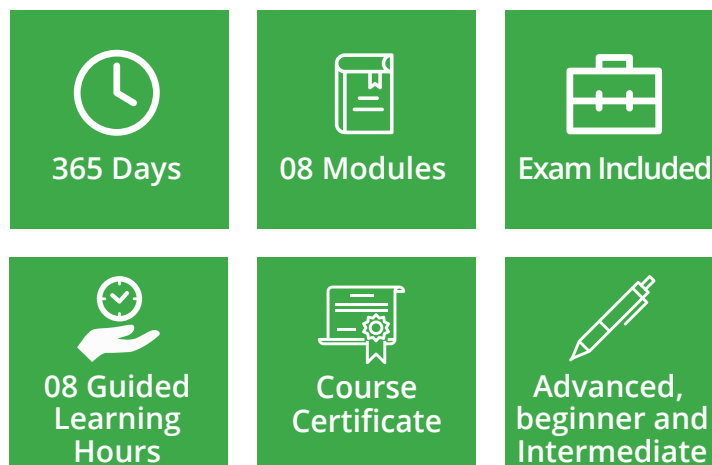 365 Days
08 Modules
Exam Included
08 Guided
Learning
Hours
Course
Certificate
Advanced,
beginner and
Intermediate